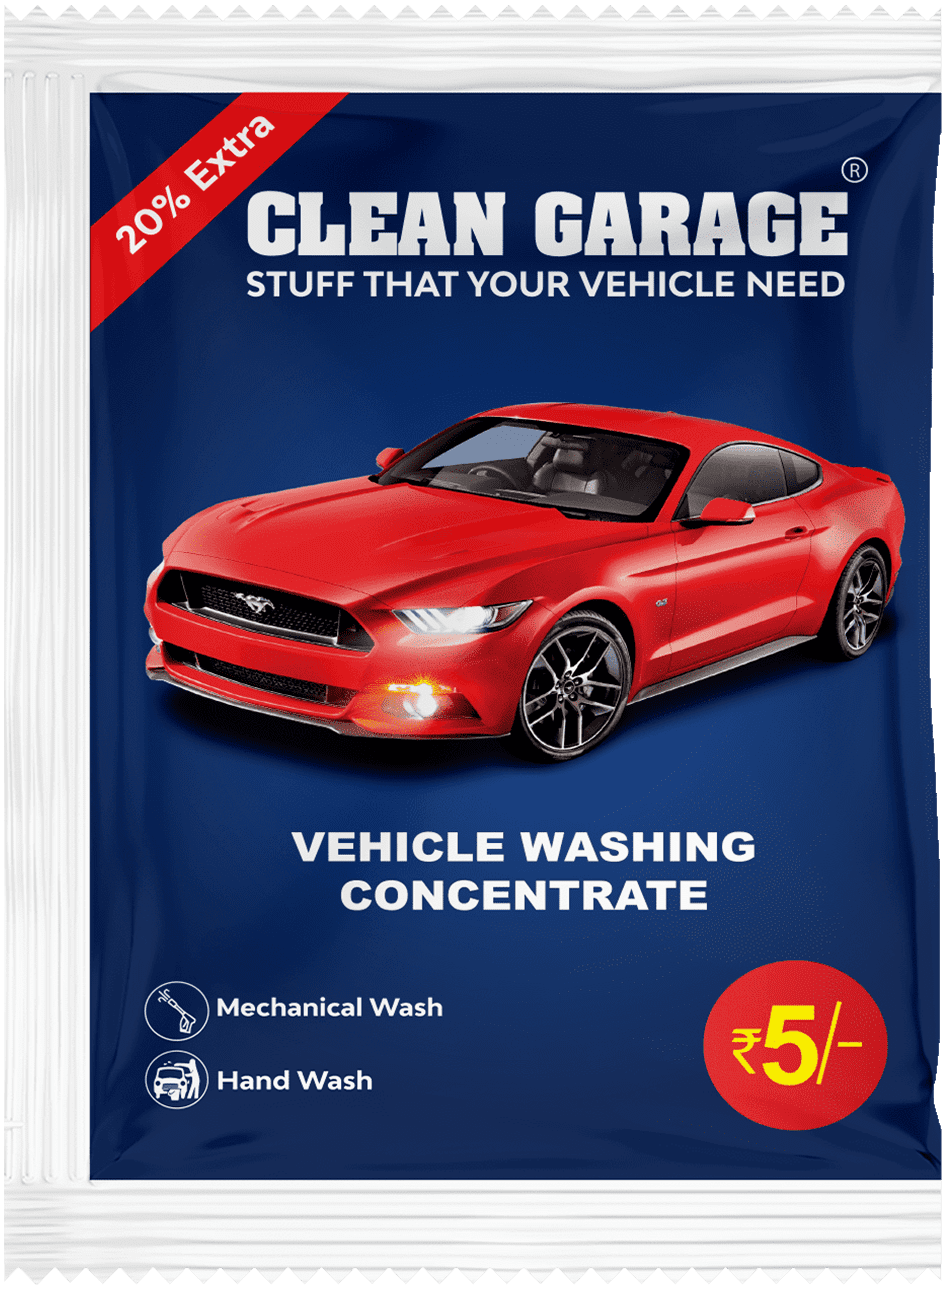 20% Extra
CLEAN GARAGE®
STUFF THAT YOUR VEHICLE NEED
VEHICLE WASHING
CONCENTRATE
Mechanical Wash
Hand Wash
₹5/-